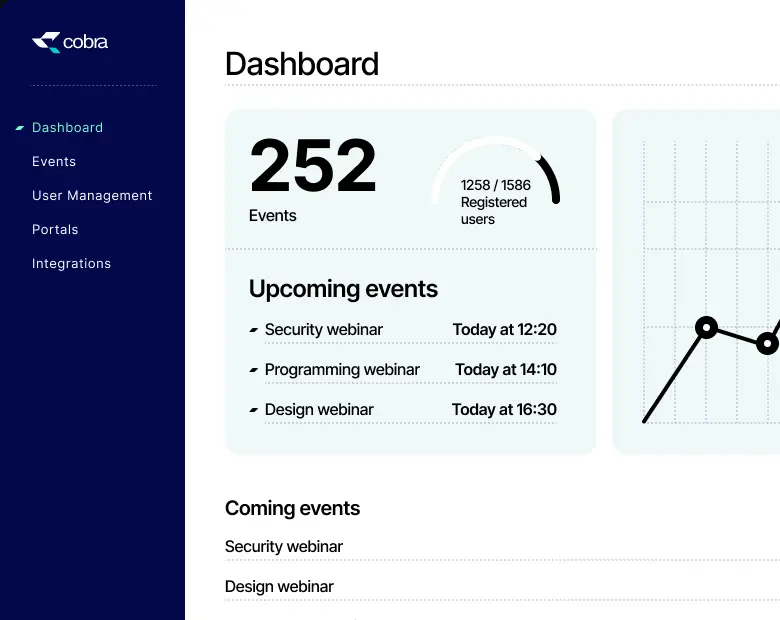 cobra
Dashboard
Events
User Management
Portals
Integrations
Dashboard
252
Events
1258 / 1586
Registered
users
Upcoming events
Security webinar Today at 12:20
Programming webinar Today at 14:10
Design webinar Today at 16:30
Coming events
Security webinar
Design webinar